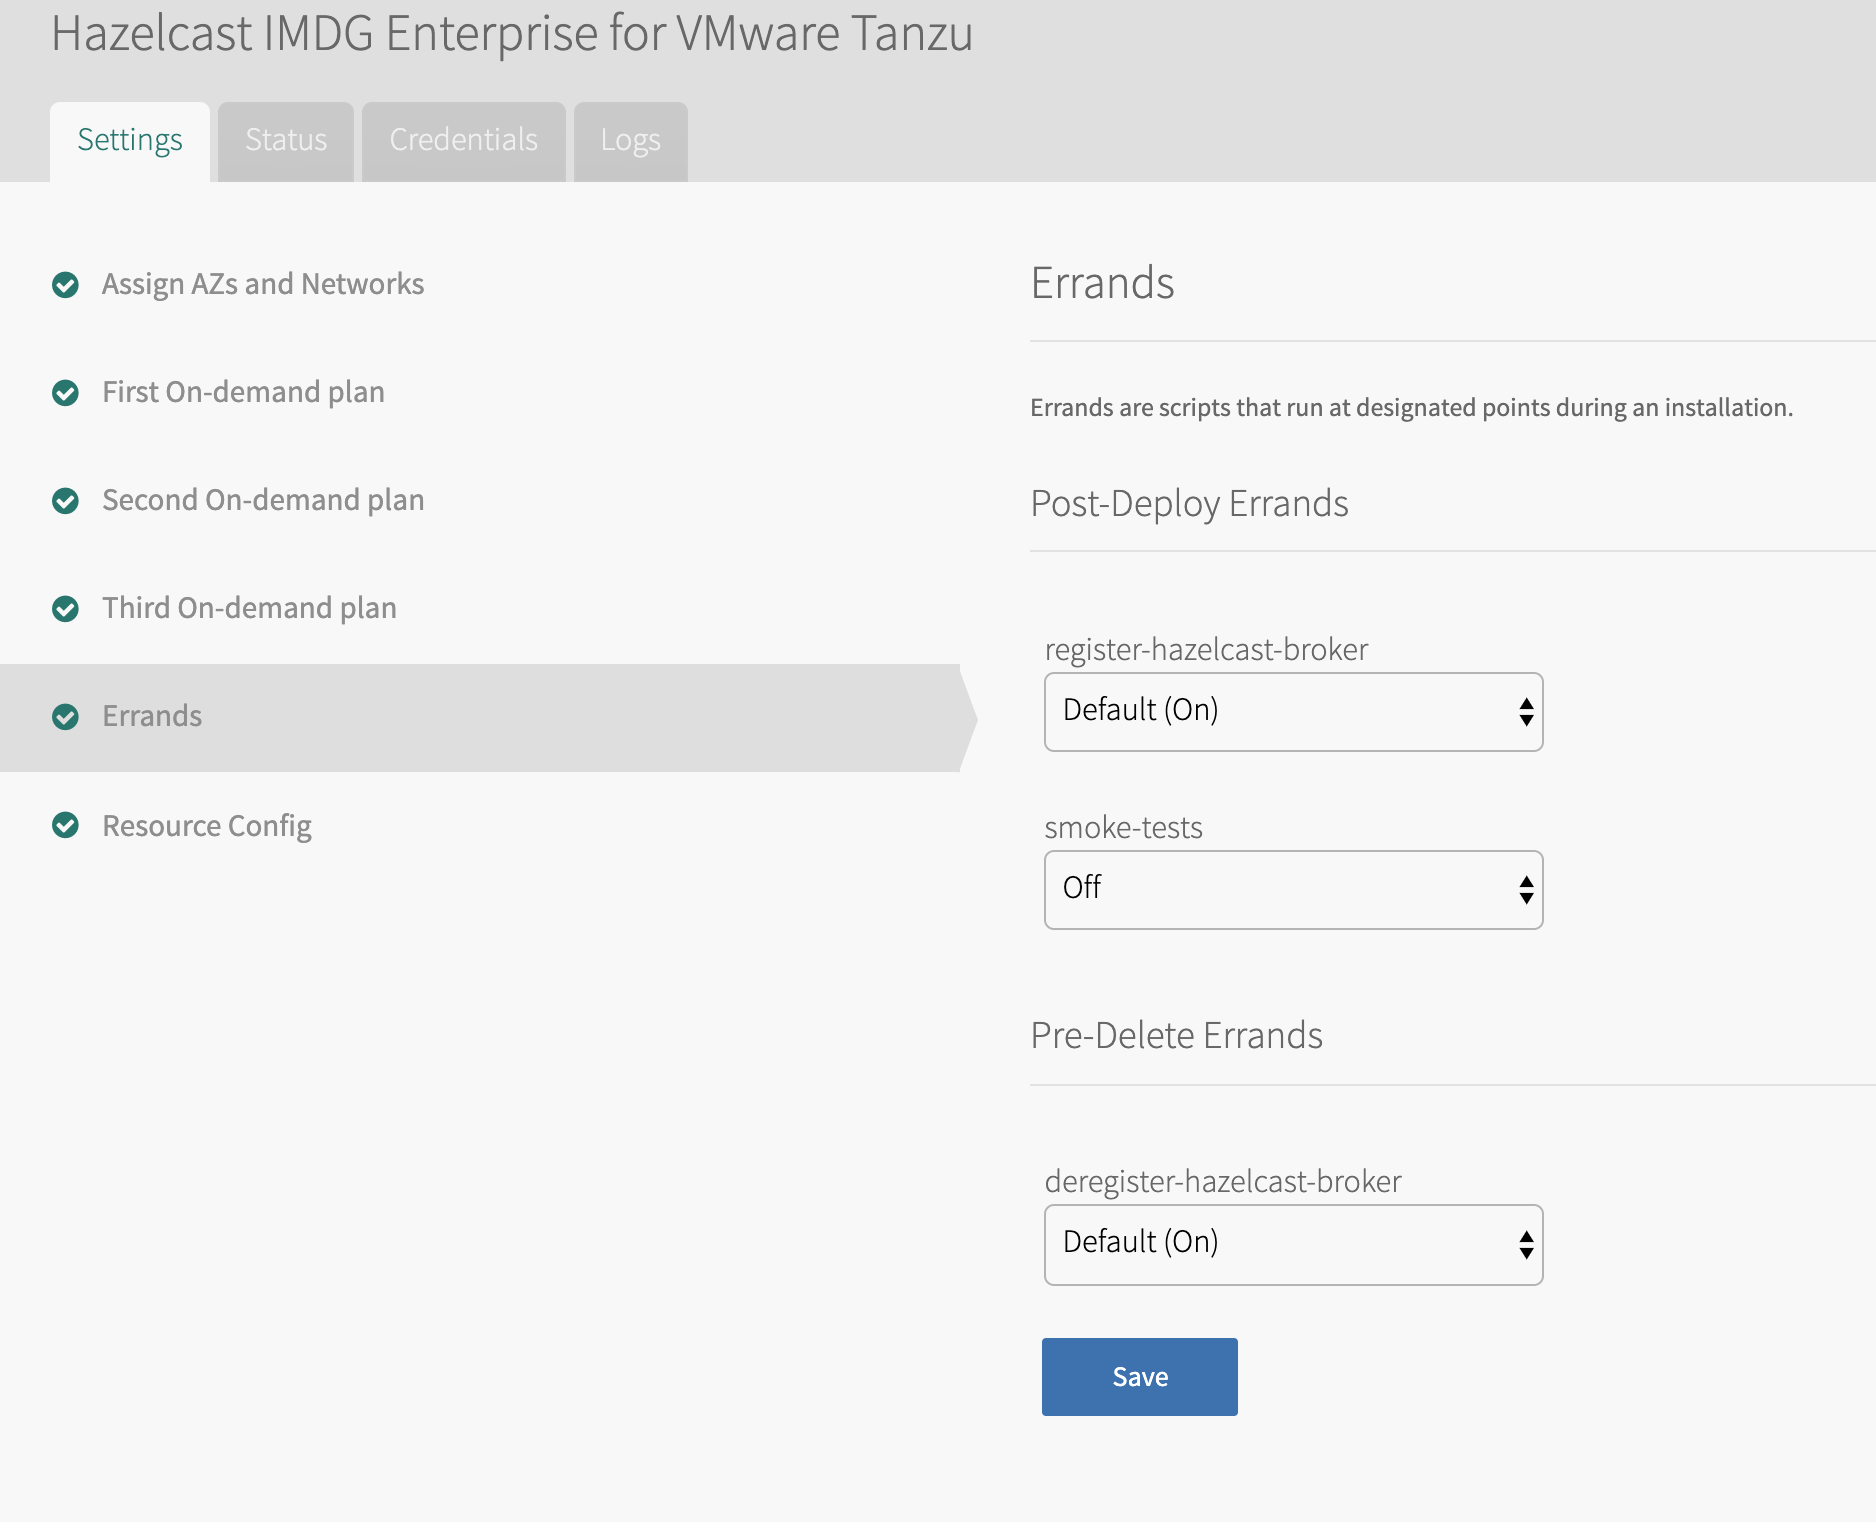 Hazelcast IMDG Enterprise for VMware Tanzu
Settings
Status
Credentials
Logs
Assign AZs and Networks
First On-demand plan
Second On-demand plan
Third On-demand plan
Errands
Resource Config
Errands
Errands are scripts that run at designated points during an installation.
Post-Deploy Errands
register-hazelcast-broker
Default (On)
smoke-tests
Off
Pre-Delete Errands
deregister-hazelcast-broker
Default (On)
Save